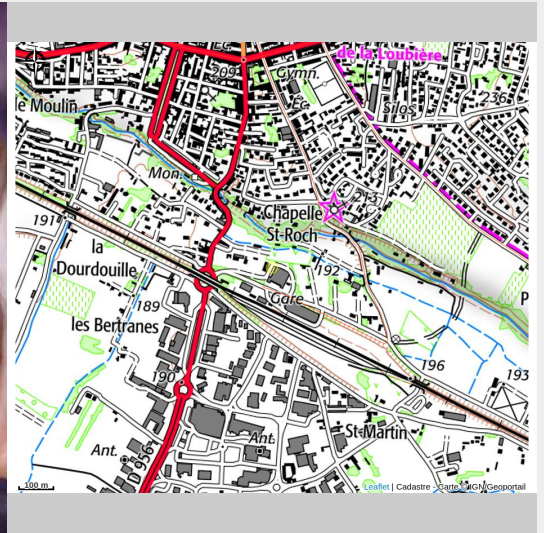 de la Loubière
209
Gymn.
236
le Moulin
Éc.
Silos
Mon.
213
Chapelle
St-Roch
191
la
Dourdouille
192
189
Gare
les Bertranes
196
190
193
St-Martin
Ant.
Ant.
D 956
100 m
Leaflet | Cadastre - Carte © IGN/Geoportail